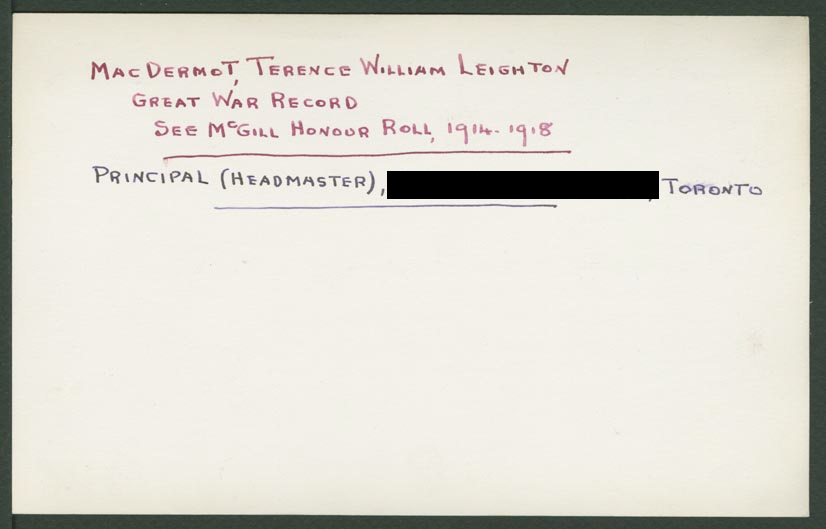 MacDermot, Terence William Leighton
Great War Record
See McGill Honour Roll, 1914-1918
Principal (Headmaster), , Toronto